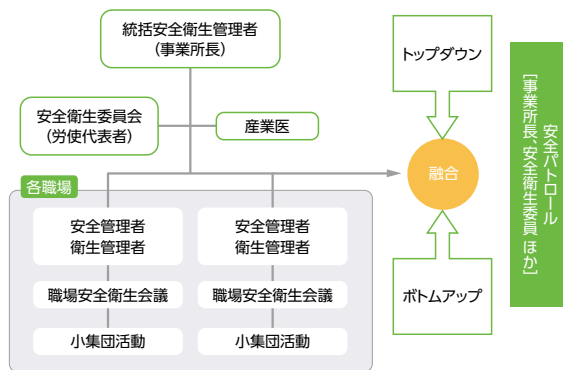 統括安全衛生管理者
（事業所長）
安全衛生委員会
（労使代表者）
産業医
各職場
安全管理者
衛生管理者
職場安全衛生会議
小集団活動
安全管理者
衛生管理者
職場安全衛生会議
小集団活動
トップダウン
融合
ボトムアップ
安全パトロール
［事業所長、安全衛生委員 ほか］